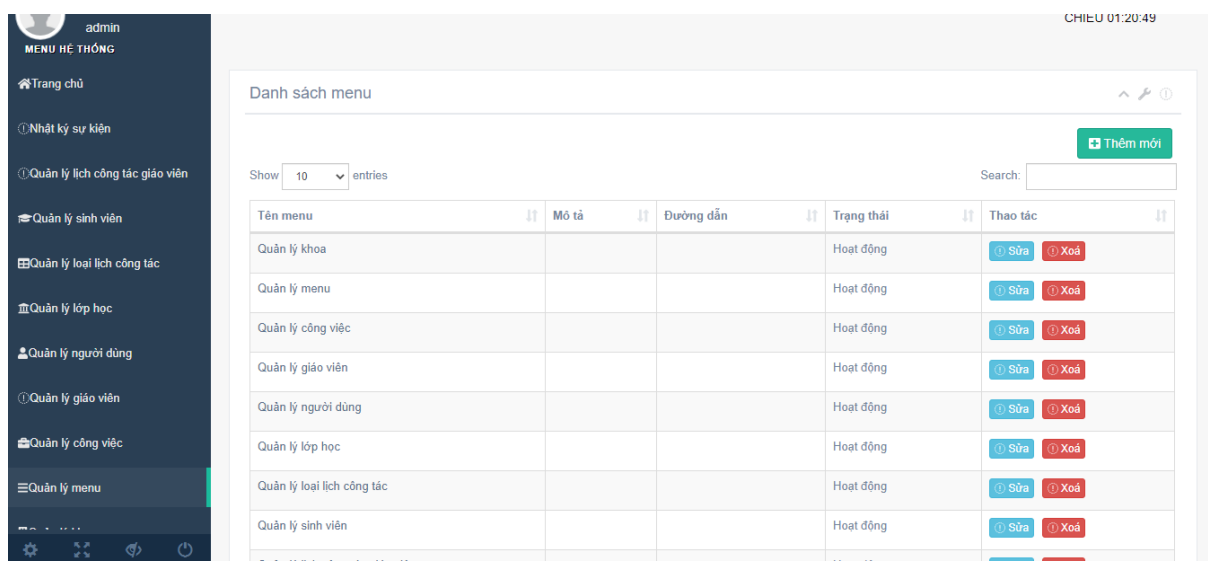 admin
MENU HỆ THỐNG
CHIỀU 01:20:49
Trang chủ
Nhật ký sự kiện
Quản lý lịch công tác giáo viên
Quản lý sinh viên
Quản lý loại lịch công tác
Quản lý lớp học
Quản lý người dùng
Quản lý giáo viên
Quản lý công việc
Quản lý menu
Danh sách menu
Thêm mới
Show 10 entries
Search:
Tên menu Mô tả Đường dẫn Trạng thái Thao tác
Quản lý khoa Hoạt động Sửa Xoá
Quản lý menu Hoạt động Sửa Xoá
Quản lý công việc Hoạt động Sửa Xoá
Quản lý giáo viên Hoạt động Sửa Xoá
Quản lý người dùng Hoạt động Sửa Xoá
Quản lý lớp học Hoạt động Sửa Xoá
Quản lý loại lịch công tác Hoạt động Sửa Xoá
Quản lý sinh viên Hoạt động Sửa Xoá